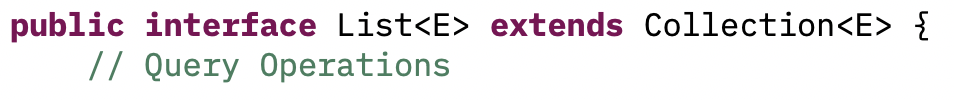 public interface List<E> extends Collection<E> {
    // Query Operations